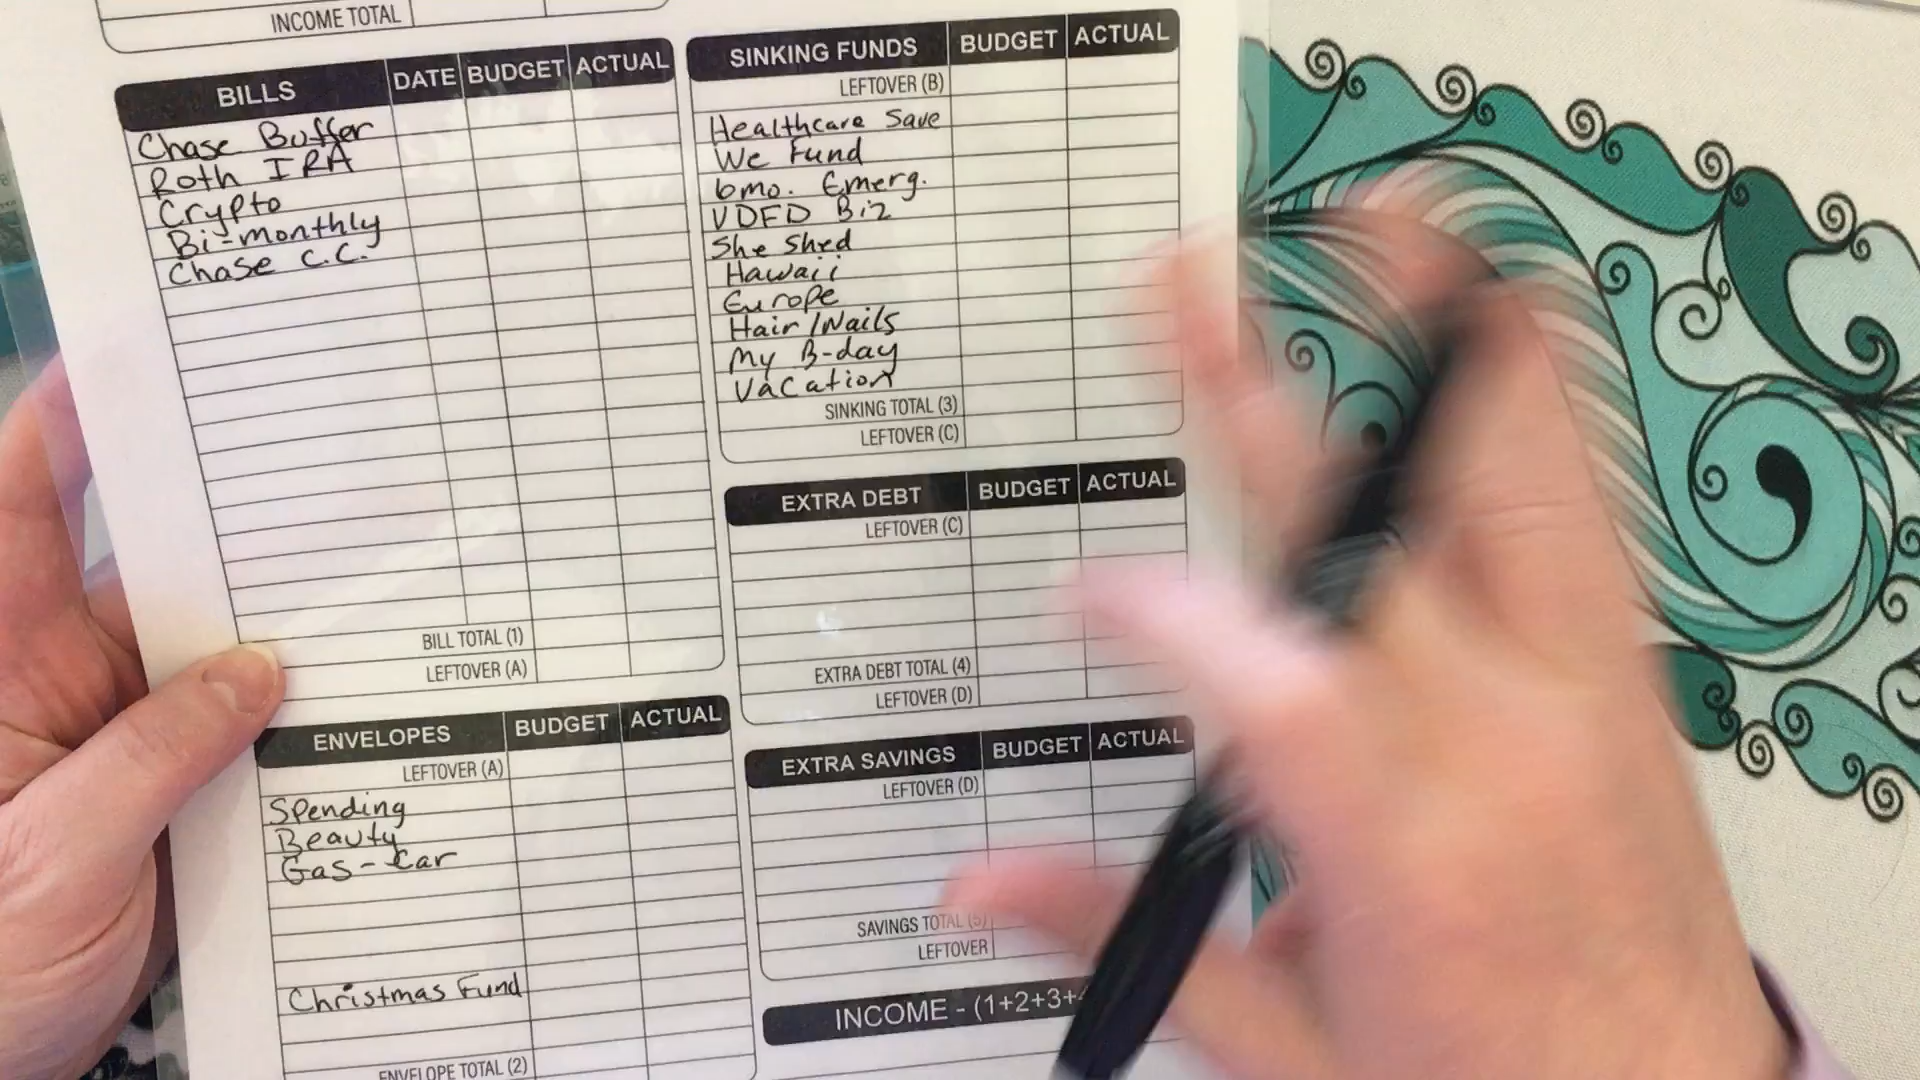 INCOME TOTAL
BILLS DATE BUDGET ACTUAL
Chase Buffer
Roth IRA
Crypto
Bi-monthly
Chase C.C.
BILL TOTAL (1)
LEFTOVER (A)
ENVELOPES BUDGET ACTUAL
LEFTOVER (A)
Spending
Beauty
Gas - Car
Christmas Fund
ENVELOPE TOTAL (2)
SINKING FUNDS BUDGET ACTUAL
LEFTOVER (B)
Healthcare Save
We Fund
6mo. Emerg.
VDFD Biz
She Shed
Hawaii
Europe
Hair/Nails
My B-day
Vacation
SINKING TOTAL (3)
LEFTOVER (C)
EXTRA DEBT BUDGET ACTUAL
LEFTOVER (C)
EXTRA DEBT TOTAL (4)
LEFTOVER (D)
EXTRA SAVINGS BUDGET ACTUAL
LEFTOVER (D)
SAVINGS TOTAL (5)
LEFTOVER
INCOME - (1+2+3+